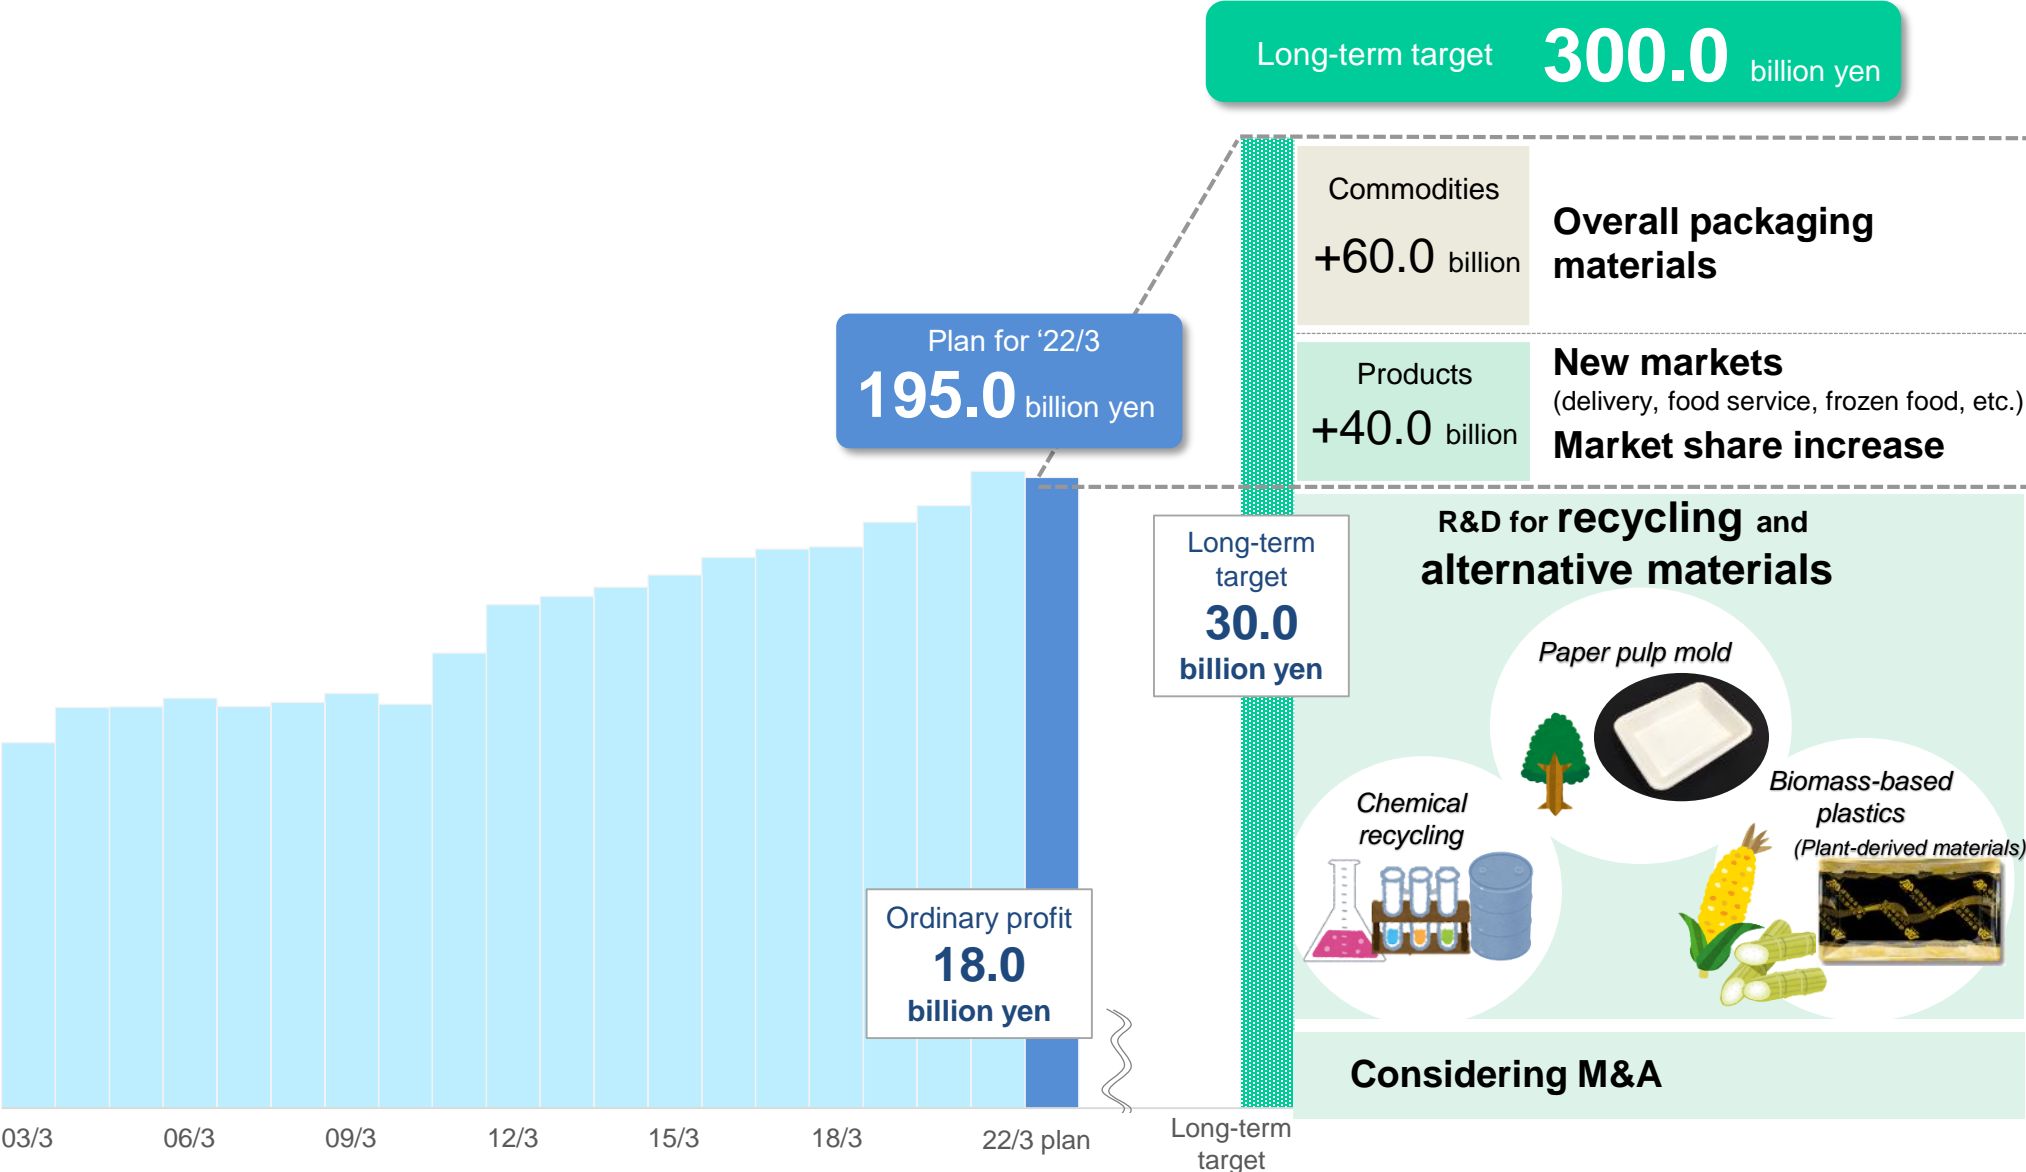 Long-term target 300.0 billion yen
Commodities
+60.0 billion
Overall packaging
materials
Plan for ‘22/3
195.0 billion yen
Products
+40.0 billion
New markets
(delivery, food service, frozen food, etc.)
Market share increase
Long-term
target
30.0
billion yen
R&D for recycling and
alternative materials
Paper pulp mold
Chemical
recycling
Biomass-based
plastics
(Plant-derived materials)
Ordinary profit
18.0
billion yen
Considering M&A
03/3 06/3 09/3 12/3 15/3 18/3 22/3 plan Long-term
target